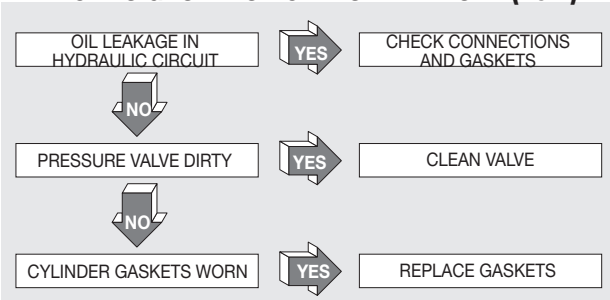 OIL LEAKAGE IN
HYDRAULIC CIRCUIT
YES
CHECK CONNECTIONS
AND GASKETS
NO
PRESSURE VALVE DIRTY
YES
CLEAN VALVE
NO
CYLINDER GASKETS WORN
YES
REPLACE GASKETS